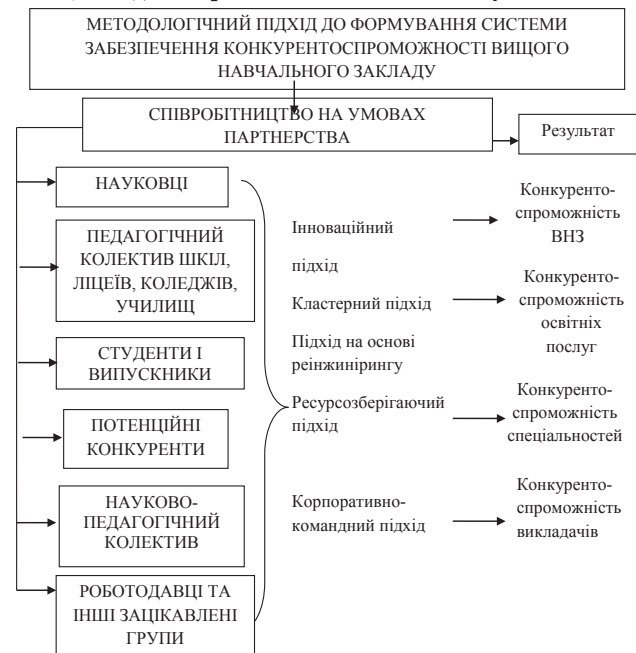 МЕТОДОЛОГІЧНИЙ ПІДХІД ДО ФОРМУВАННЯ СИСТЕМИ
ЗАБЕЗПЕЧЕННЯ КОНКУРЕНТОСПРОМОЖНОСТІ ВИЩОГО
НАВЧАЛЬНОГО ЗАКЛАДУ
СПІВРОБІТНИЦТВО НА УМОВАХ
ПАРТНЕРСТВА
Результат
НАУКОВЦІ
ПЕДАГОГІЧНИЙ
КОЛЕКТИВ ШКІЛ,
ЛІЦЕЇВ, КОЛЕДЖІВ,
УЧИЛИЩ
СТУДЕНТИ І
ВИПУСКНИКИ
ПОТЕНЦІЙНІ
КОНКУРЕНТИ
НАУКОВО-
ПЕДАГОГІЧНИЙ
КОЛЕКТИВ
РОБОТОДАВЦІ ТА
ІНШІ ЗАЦІКАВЛЕНІ
ГРУПИ
Інноваційний
підхід
Кластерний підхід
Підхід на основі
реінжинірингу
Ресурсозберігаючий
підхід
Корпоративно-
командний підхід
Конкуренто-
спроможність
ВНЗ
Конкуренто-
спроможність
освітніх
послуг
Конкуренто-
спроможність
спеціальностей
Конкуренто-
спроможність
викладачів